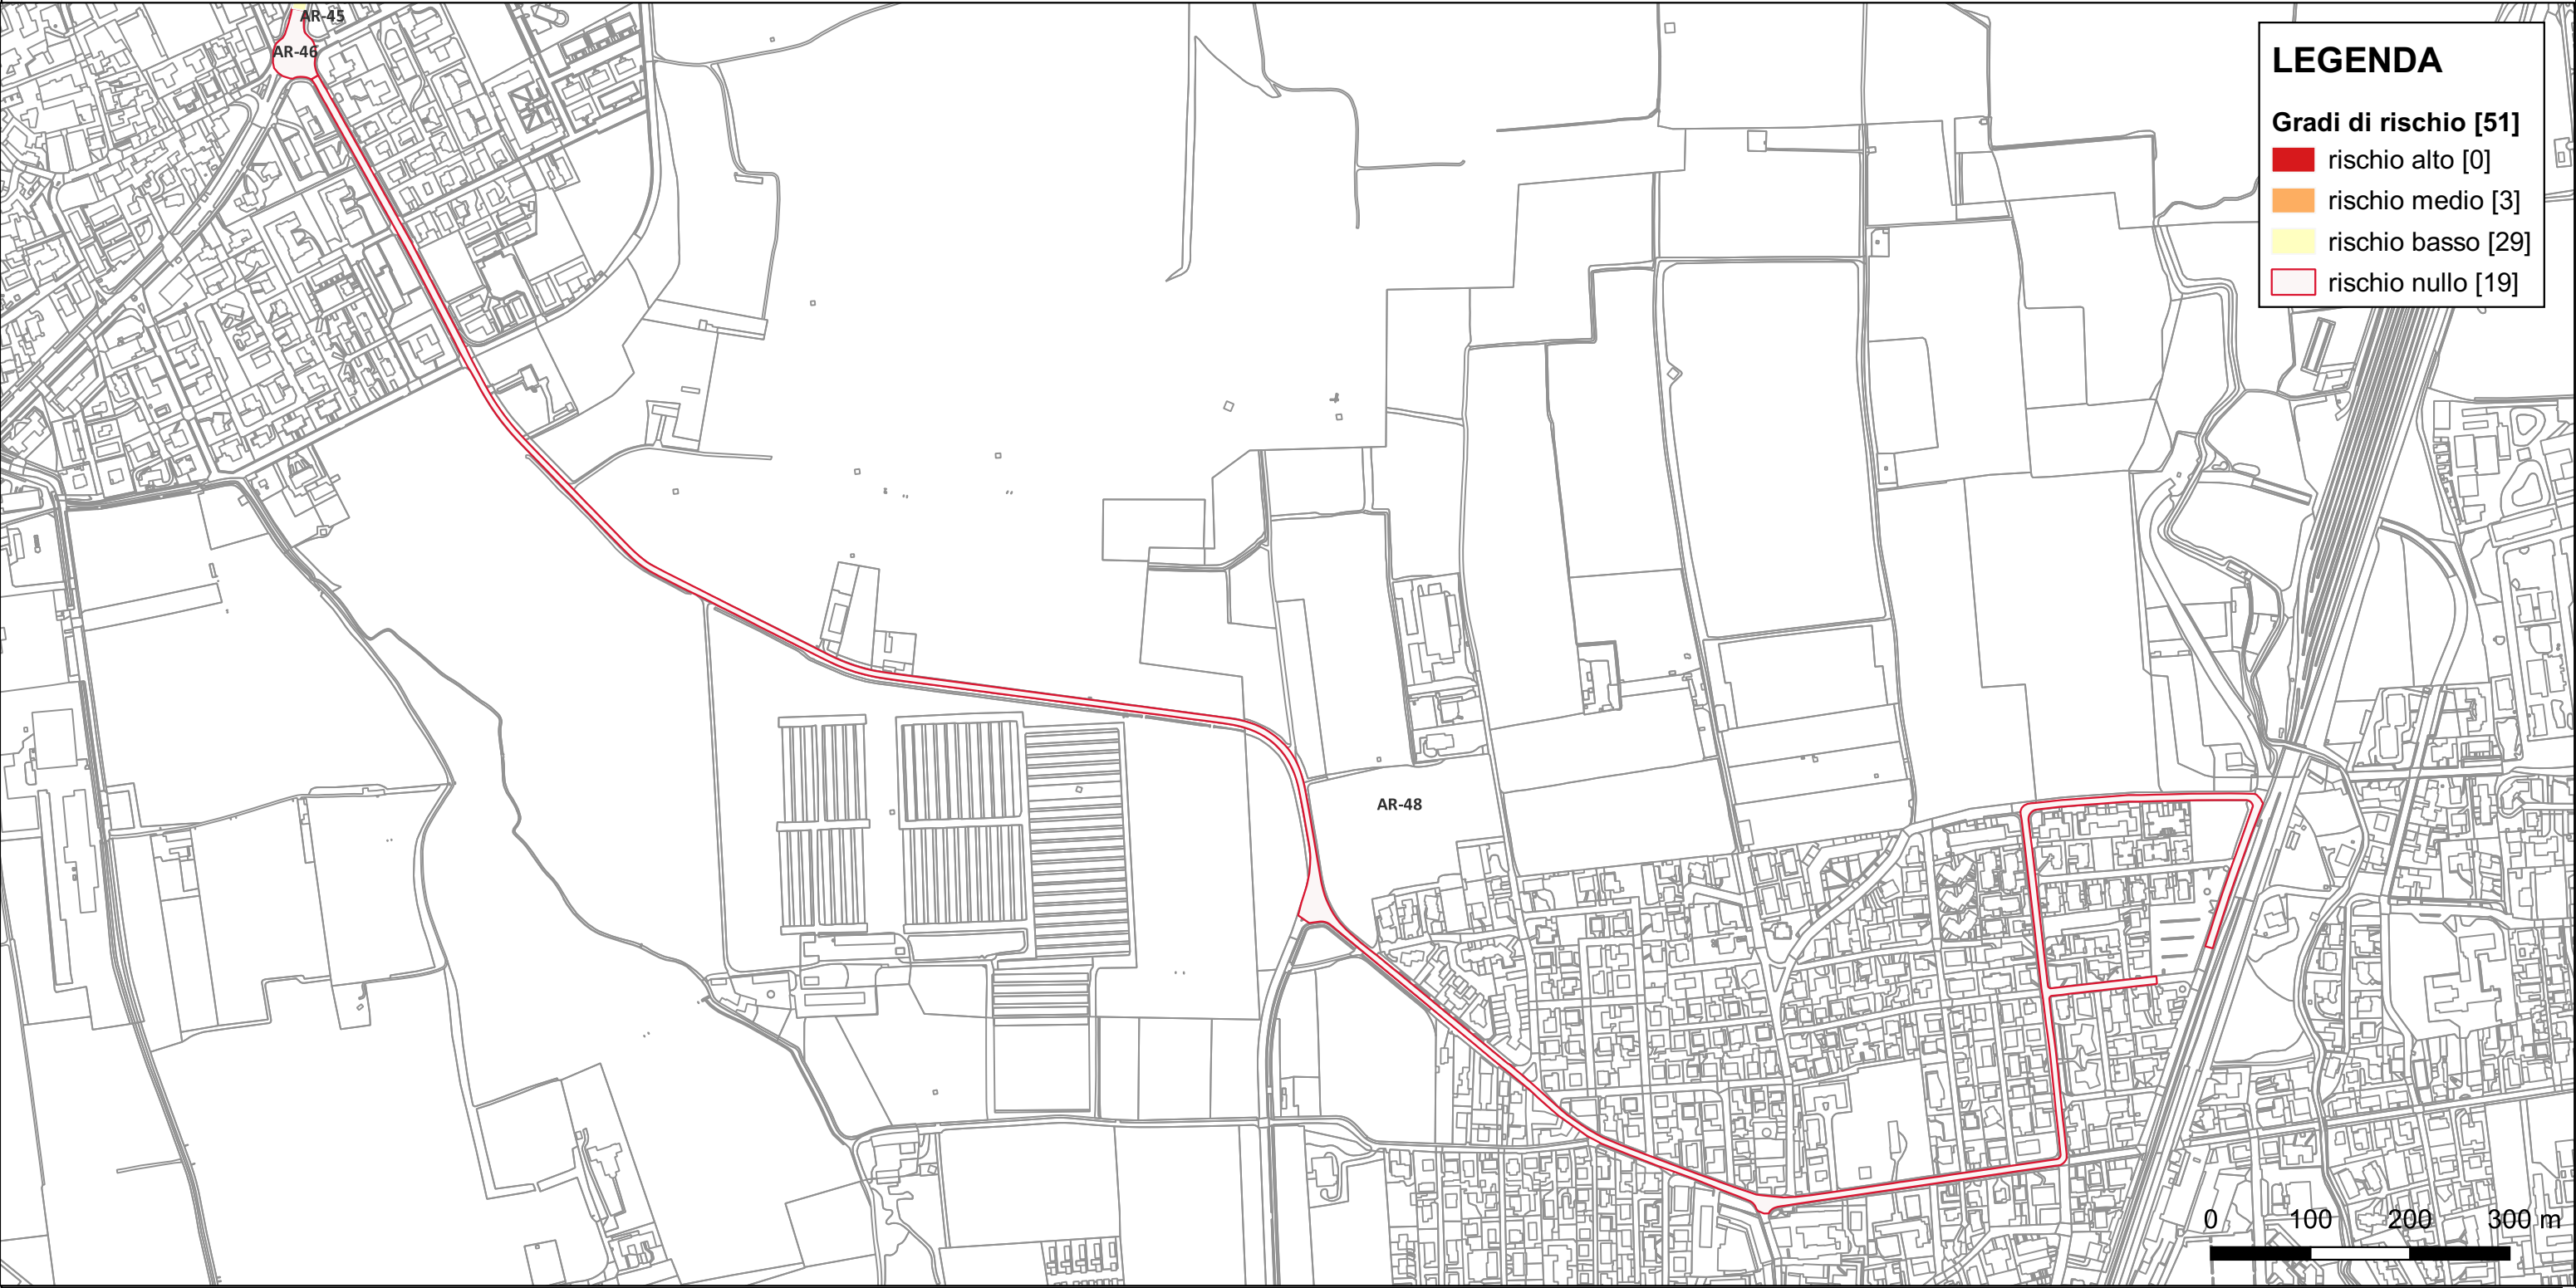 AR-45
AR-46
LEGENDA
Gradi di rischio [51]
rischio alto [0]
rischio medio [3]
rischio basso [29]
rischio nullo [19]
AR-48
0 100 200 300 m